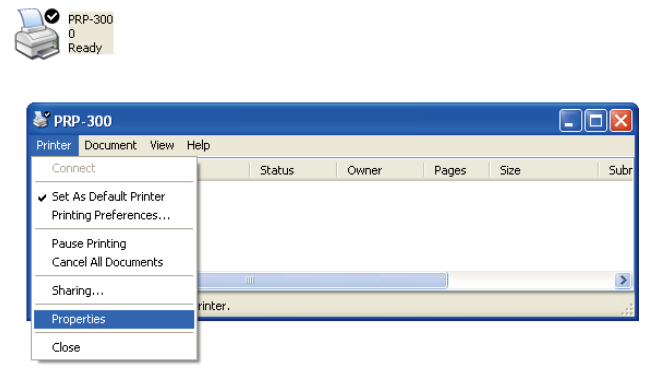 PRP-300
0
Ready
PRP-300
Printer Document View Help
Status Owner Pages Size Subr
Connect
Set As Default Printer
Printing Preferences...
Pause Printing
Cancel All Documents
Sharing...
rinter.
Properties
Close